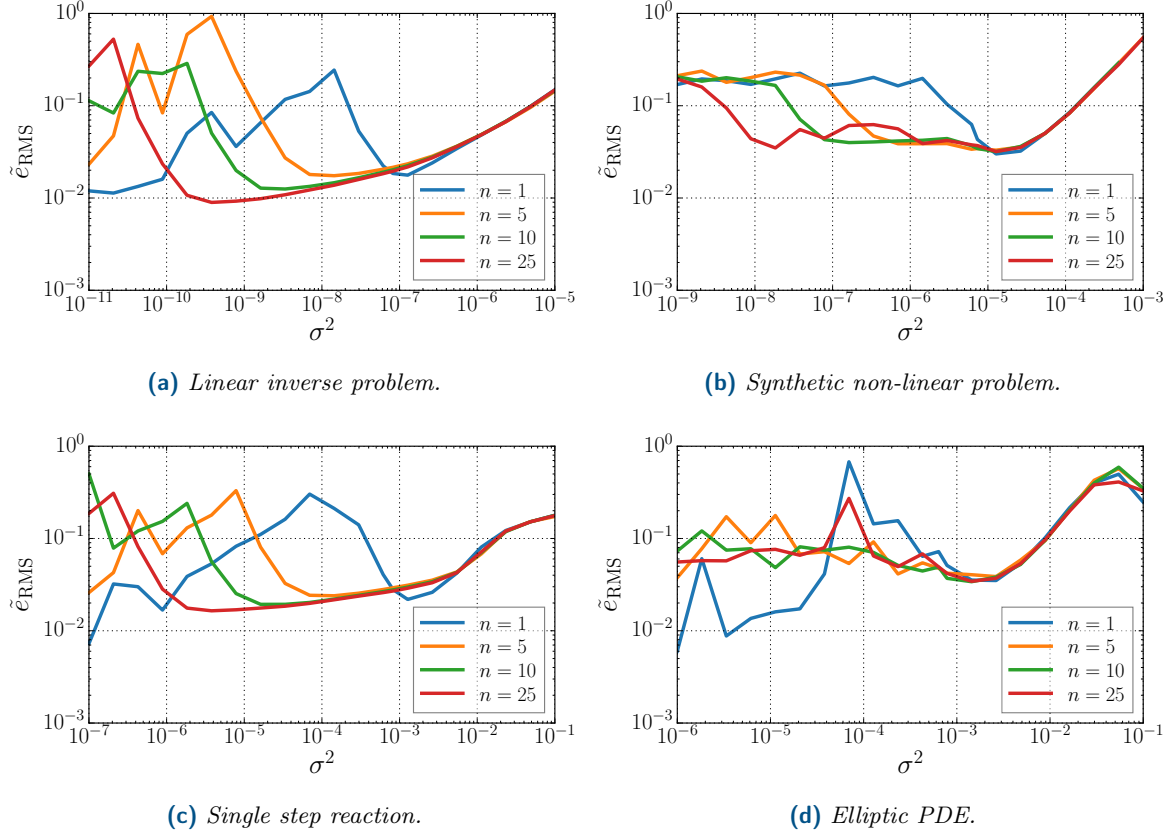 10^0
10^-1
10^-2
10^-3
ẽ_RMS
10^-11 10^-10 10^-9 10^-8 10^-7 10^-6 10^-5
σ^2
n = 1
n = 5
n = 10
n = 25
(a) Linear inverse problem.
10^0
10^-1
10^-2
10^-3
ẽ_RMS
10^-9 10^-8 10^-7 10^-6 10^-5 10^-4 10^-3
σ^2
n = 1
n = 5
n = 10
n = 25
(b) Synthetic non-linear problem.
10^0
10^-1
10^-2
10^-3
ẽ_RMS
10^-7 10^-6 10^-5 10^-4 10^-3 10^-2 10^-1
σ^2
n = 1
n = 5
n = 10
n = 25
(c) Single step reaction.
10^0
10^-1
10^-2
10^-3
ẽ_RMS
10^-6 10^-5 10^-4 10^-3 10^-2 10^-1
σ^2
n = 1
n = 5
n = 10
n = 25
(d) Elliptic PDE.